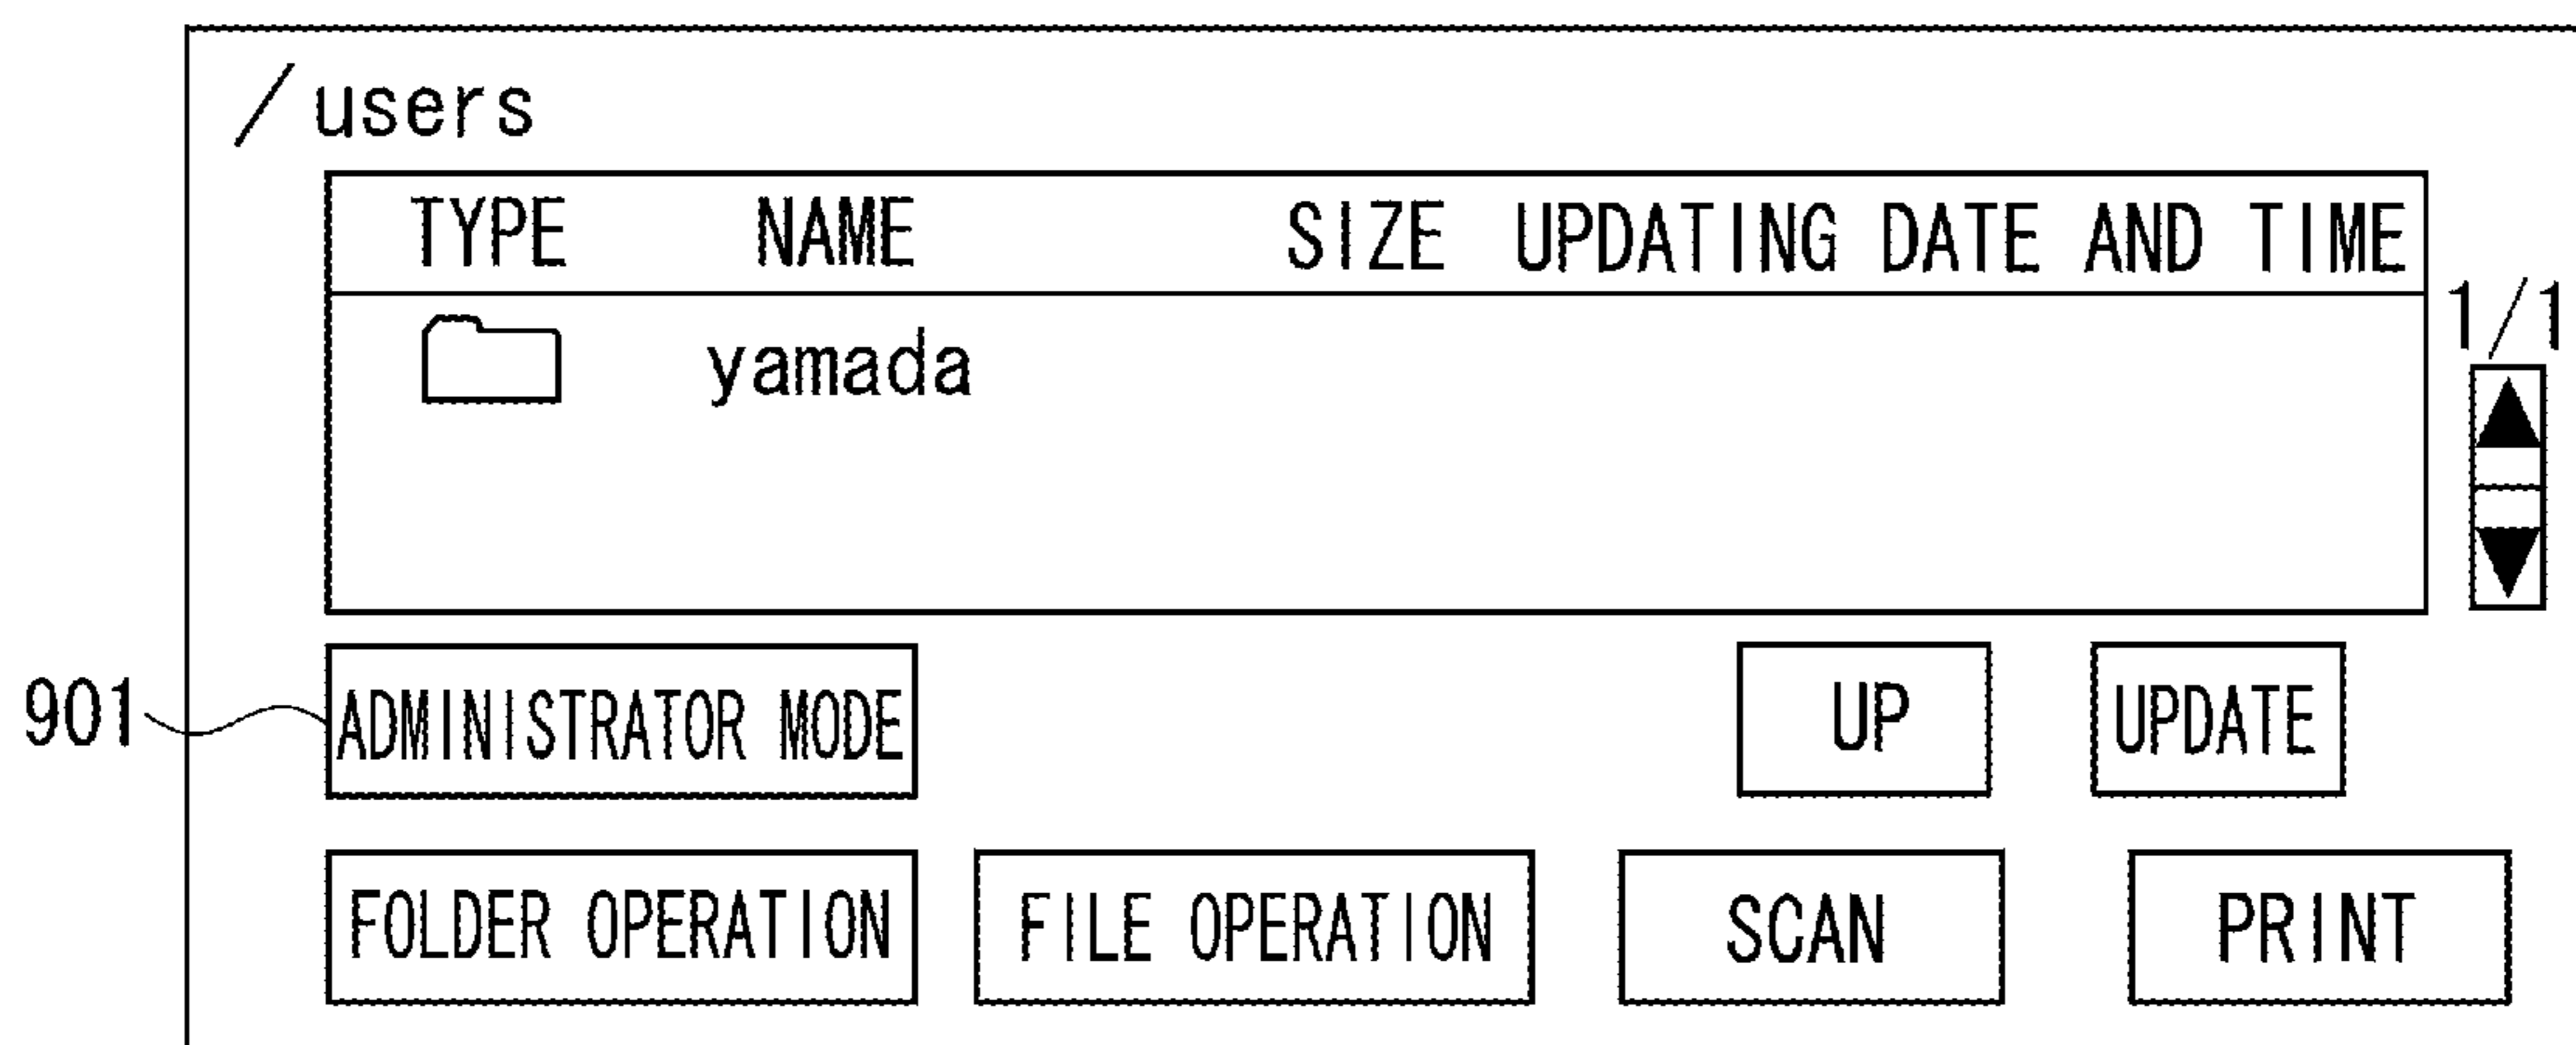 /users
TYPE NAME SIZE UPDATING DATE AND TIME
1/1
yamada
901
ADMINISTRATOR MODE UP UPDATE
FOLDER OPERATION FILE OPERATION SCAN PRINT